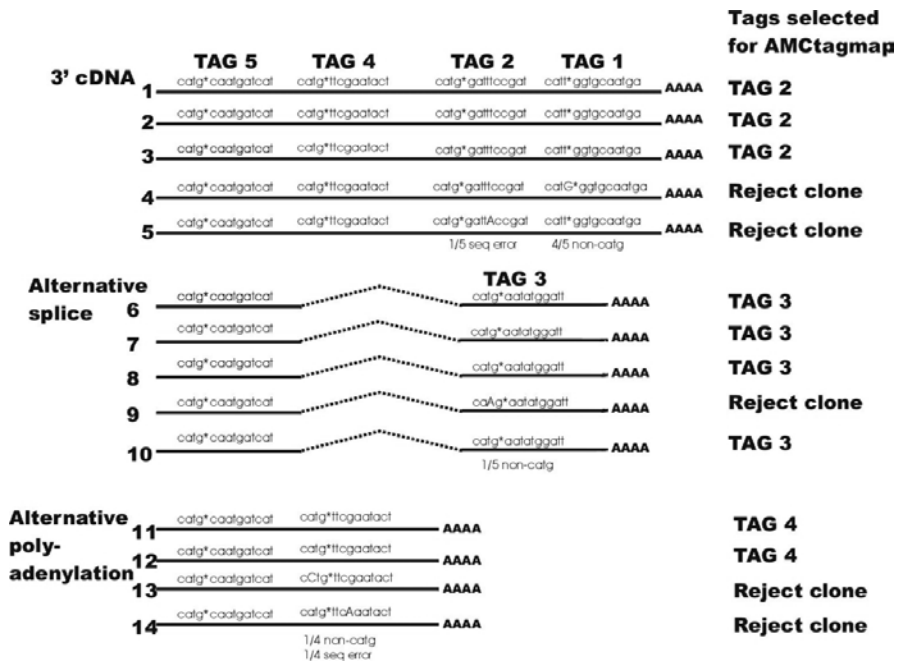 Tags selected
for AMCtagmap
TAG 5 TAG 4 TAG 2 TAG 1
3' cDNA
catg*caatgatcat catg*ttcgaatact catg*gatttccgat catt*ggtgcaatga
1 AAAA TAG 2
catg*caatgatcat catg*ttcgaatact catg*gatttccgat catt*ggtgcaatga
2 AAAA TAG 2
catg*caatgatcat catg*ttcgaatact catg*gatttccgat catt*ggtgcaatga
3 AAAA TAG 2
catg*caatgatcat catg*ttcgaatact catg*gatttccgat catG*ggtgcaatga
4 AAAA Reject clone
catg*caatgatcat catg*ttcgaatact catg*gattAccgat catt*ggtgcaatga
5 AAAA Reject clone
1/5 seq error 4/5 non-catg
Alternative
splice
TAG 3
catg*caatgatcat catg*aatatggatt
6 AAAA TAG 3
catg*caatgatcat catg*aatatggatt
7 AAAA TAG 3
catg*caatgatcat catg*aatatggatt
8 AAAA TAG 3
catg*caatgatcat caAg*aatatggatt
9 AAAA Reject clone
catg*caatgatcat catg*aatatggatt
10 AAAA TAG 3
1/5 non-catg
Alternative
poly-
adenylation
catg*caatgatcat catg*ttcgaatact
11 AAAA TAG 4
catg*caatgatcat catg*ttcgaatact
12 AAAA TAG 4
catg*caatgatcat cCtg*ttcgaatact
13 AAAA Reject clone
catg*caatgatcat catg*ttcAaatact
14 AAAA Reject clone
1/4 non-catg
1/4 seq error